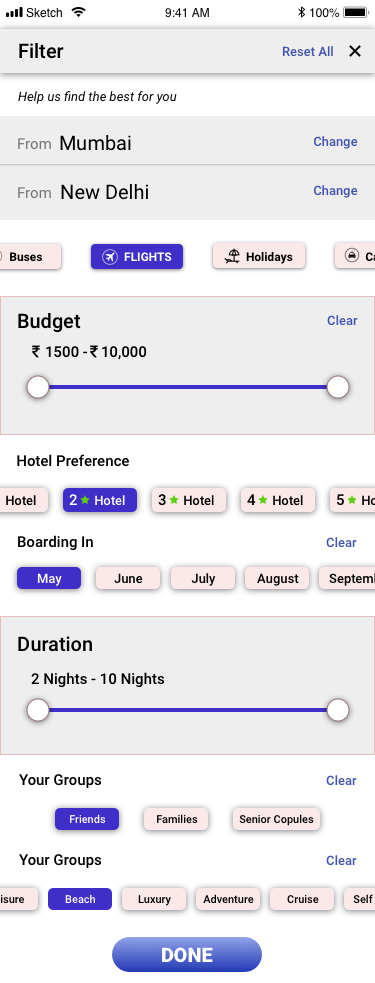 Sketch 9:41 AM 100%
Filter Reset All ✕
Help us find the best for you
From Mumbai Change
From New Delhi Change
Buses FLIGHTS Holidays Ca
Budget Clear
₹ 1500 -₹ 10,000
Hotel Preference
Hotel 2 ★ Hotel 3 ★ Hotel 4 ★ Hotel 5 ★ Ho
Boarding In Clear
May June July August Septem
Duration
2 Nights - 10 Nights
Your Groups Clear
Friends Families Senior Copules
Your Groups Clear
isure Beach Luxury Adventure Cruise Self
DONE